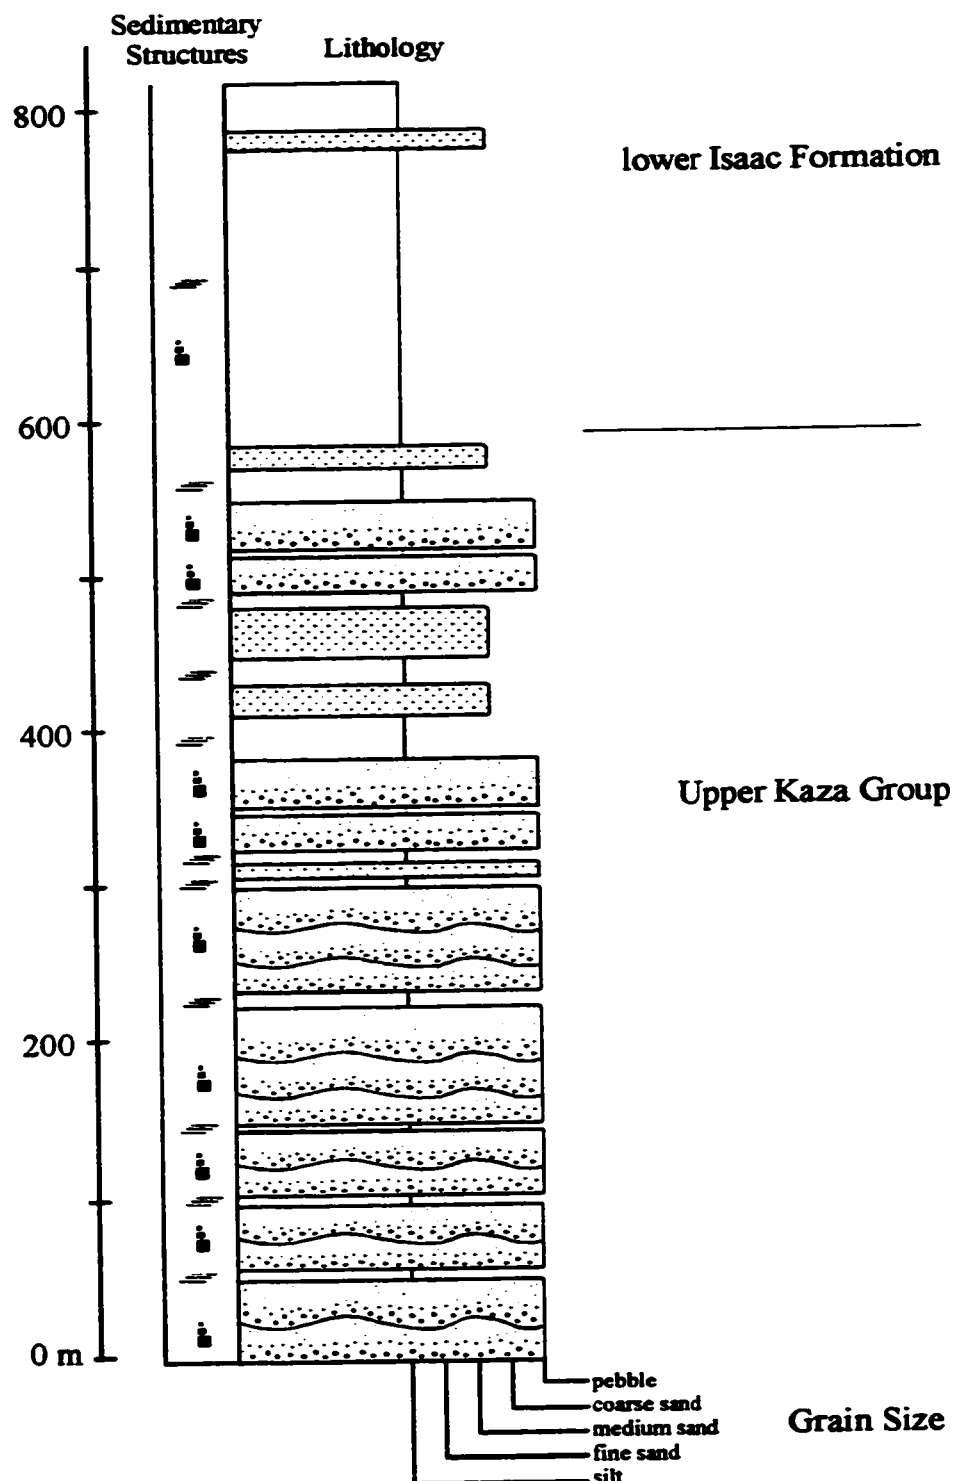 Sedimentary
Structures
Lithology
800
lower Isaac Formation
600
400
Upper Kaza Group
200
0 m
pebble
coarse sand
medium sand
Grain Size
fine sand
silt